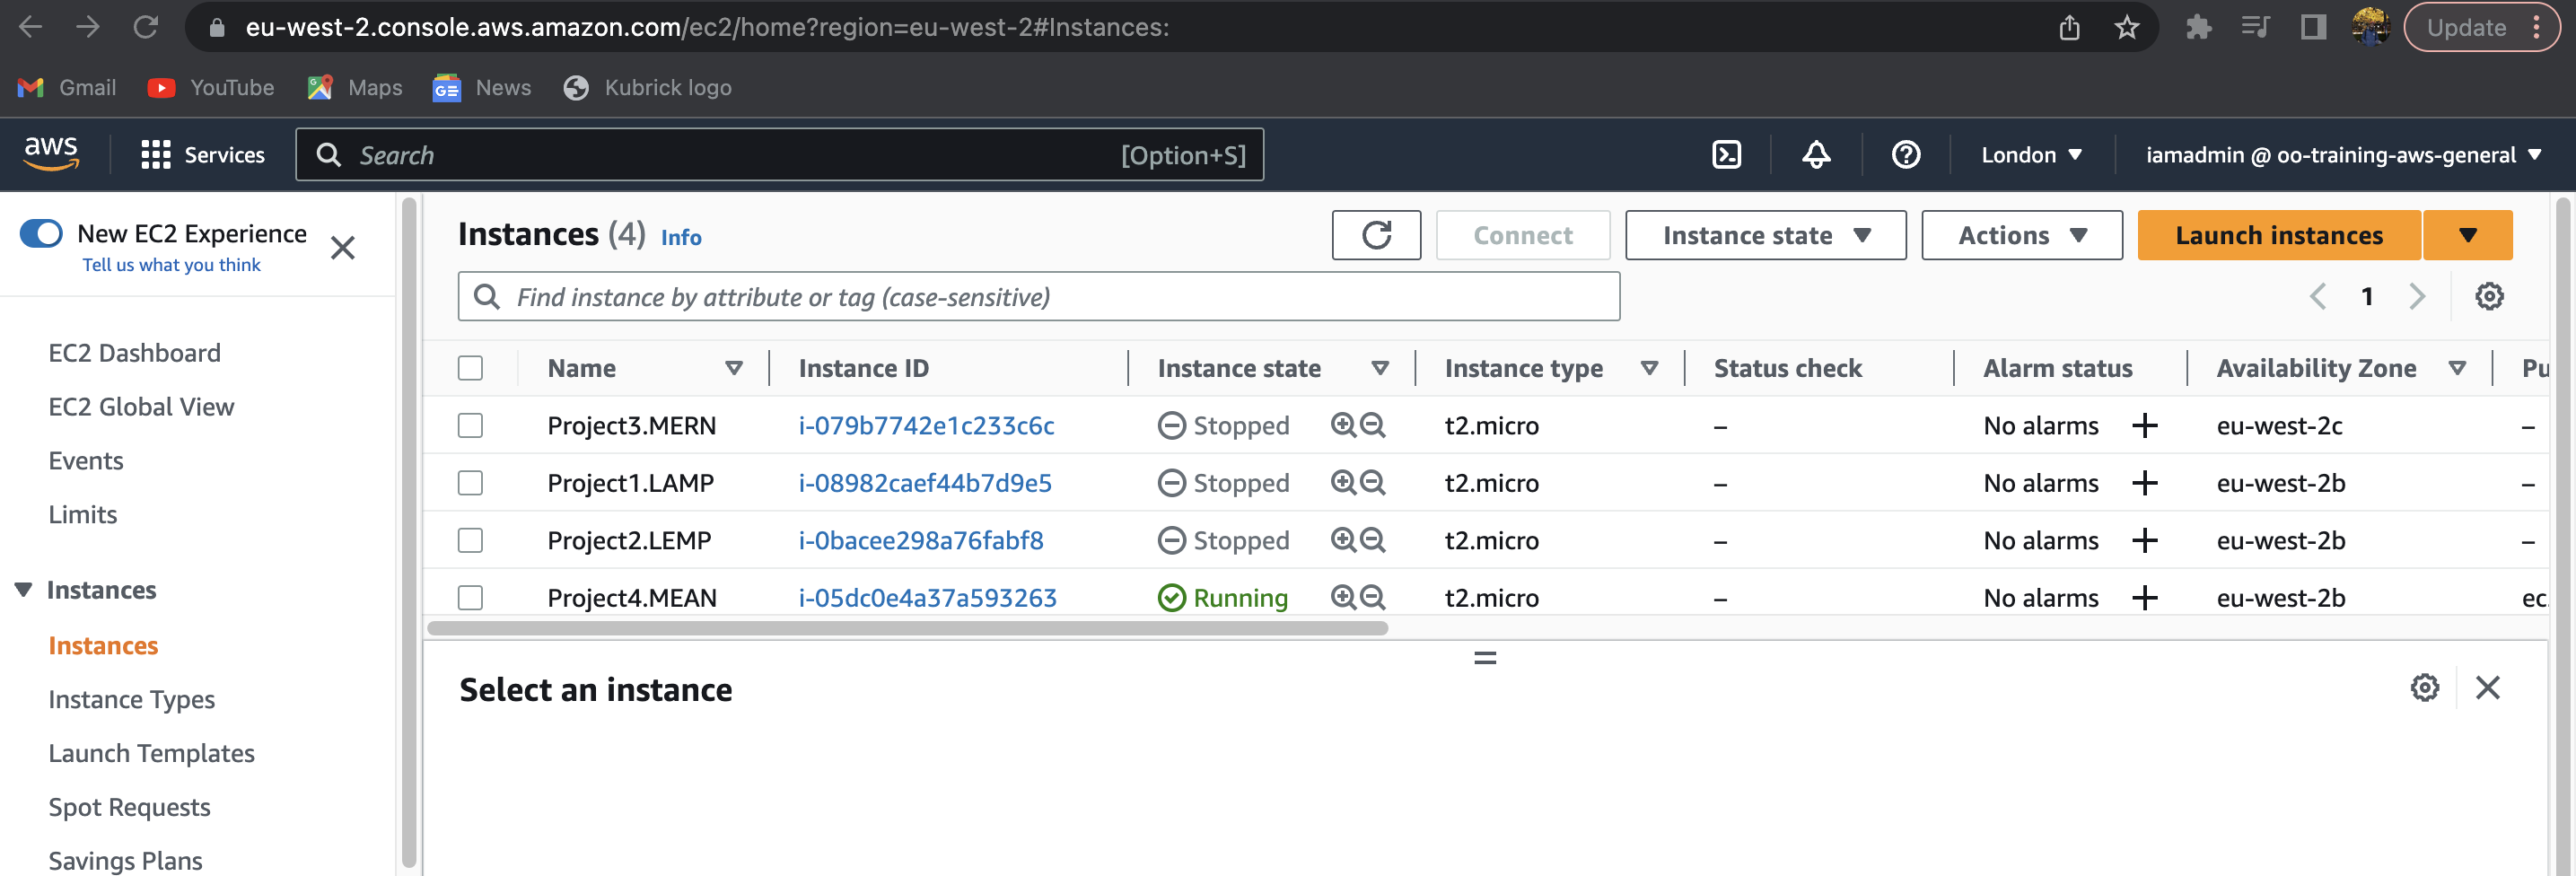 eu-west-2.console.aws.amazon.com/ec2/home?region=eu-west-2#Instances:
Update
Gmail YouTube Maps News Kubrick logo
aws Services Search [Option+S] London iamadmin @ oo-training-aws-general
New EC2 Experience
Tell us what you think
EC2 Dashboard
EC2 Global View
Events
Limits
Instances
Instances
Instance Types
Launch Templates
Spot Requests
Savings Plans
Instances (4) Info Connect Instance state Actions Launch instances
Find instance by attribute or tag (case-sensitive) 1
Name Instance ID Instance state Instance type Status check Alarm status Availability Zone Pu
Project3.MERN i-079b7742e1c233c6c Stopped t2.micro – No alarms + eu-west-2c –
Project1.LAMP i-08982caef44b7d9e5 Stopped t2.micro – No alarms + eu-west-2b –
Project2.LEMP i-0bacee298a76fabf8 Stopped t2.micro – No alarms + eu-west-2b –
Project4.MEAN i-05dc0e4a37a593263 Running t2.micro – No alarms + eu-west-2b ec
Select an instance